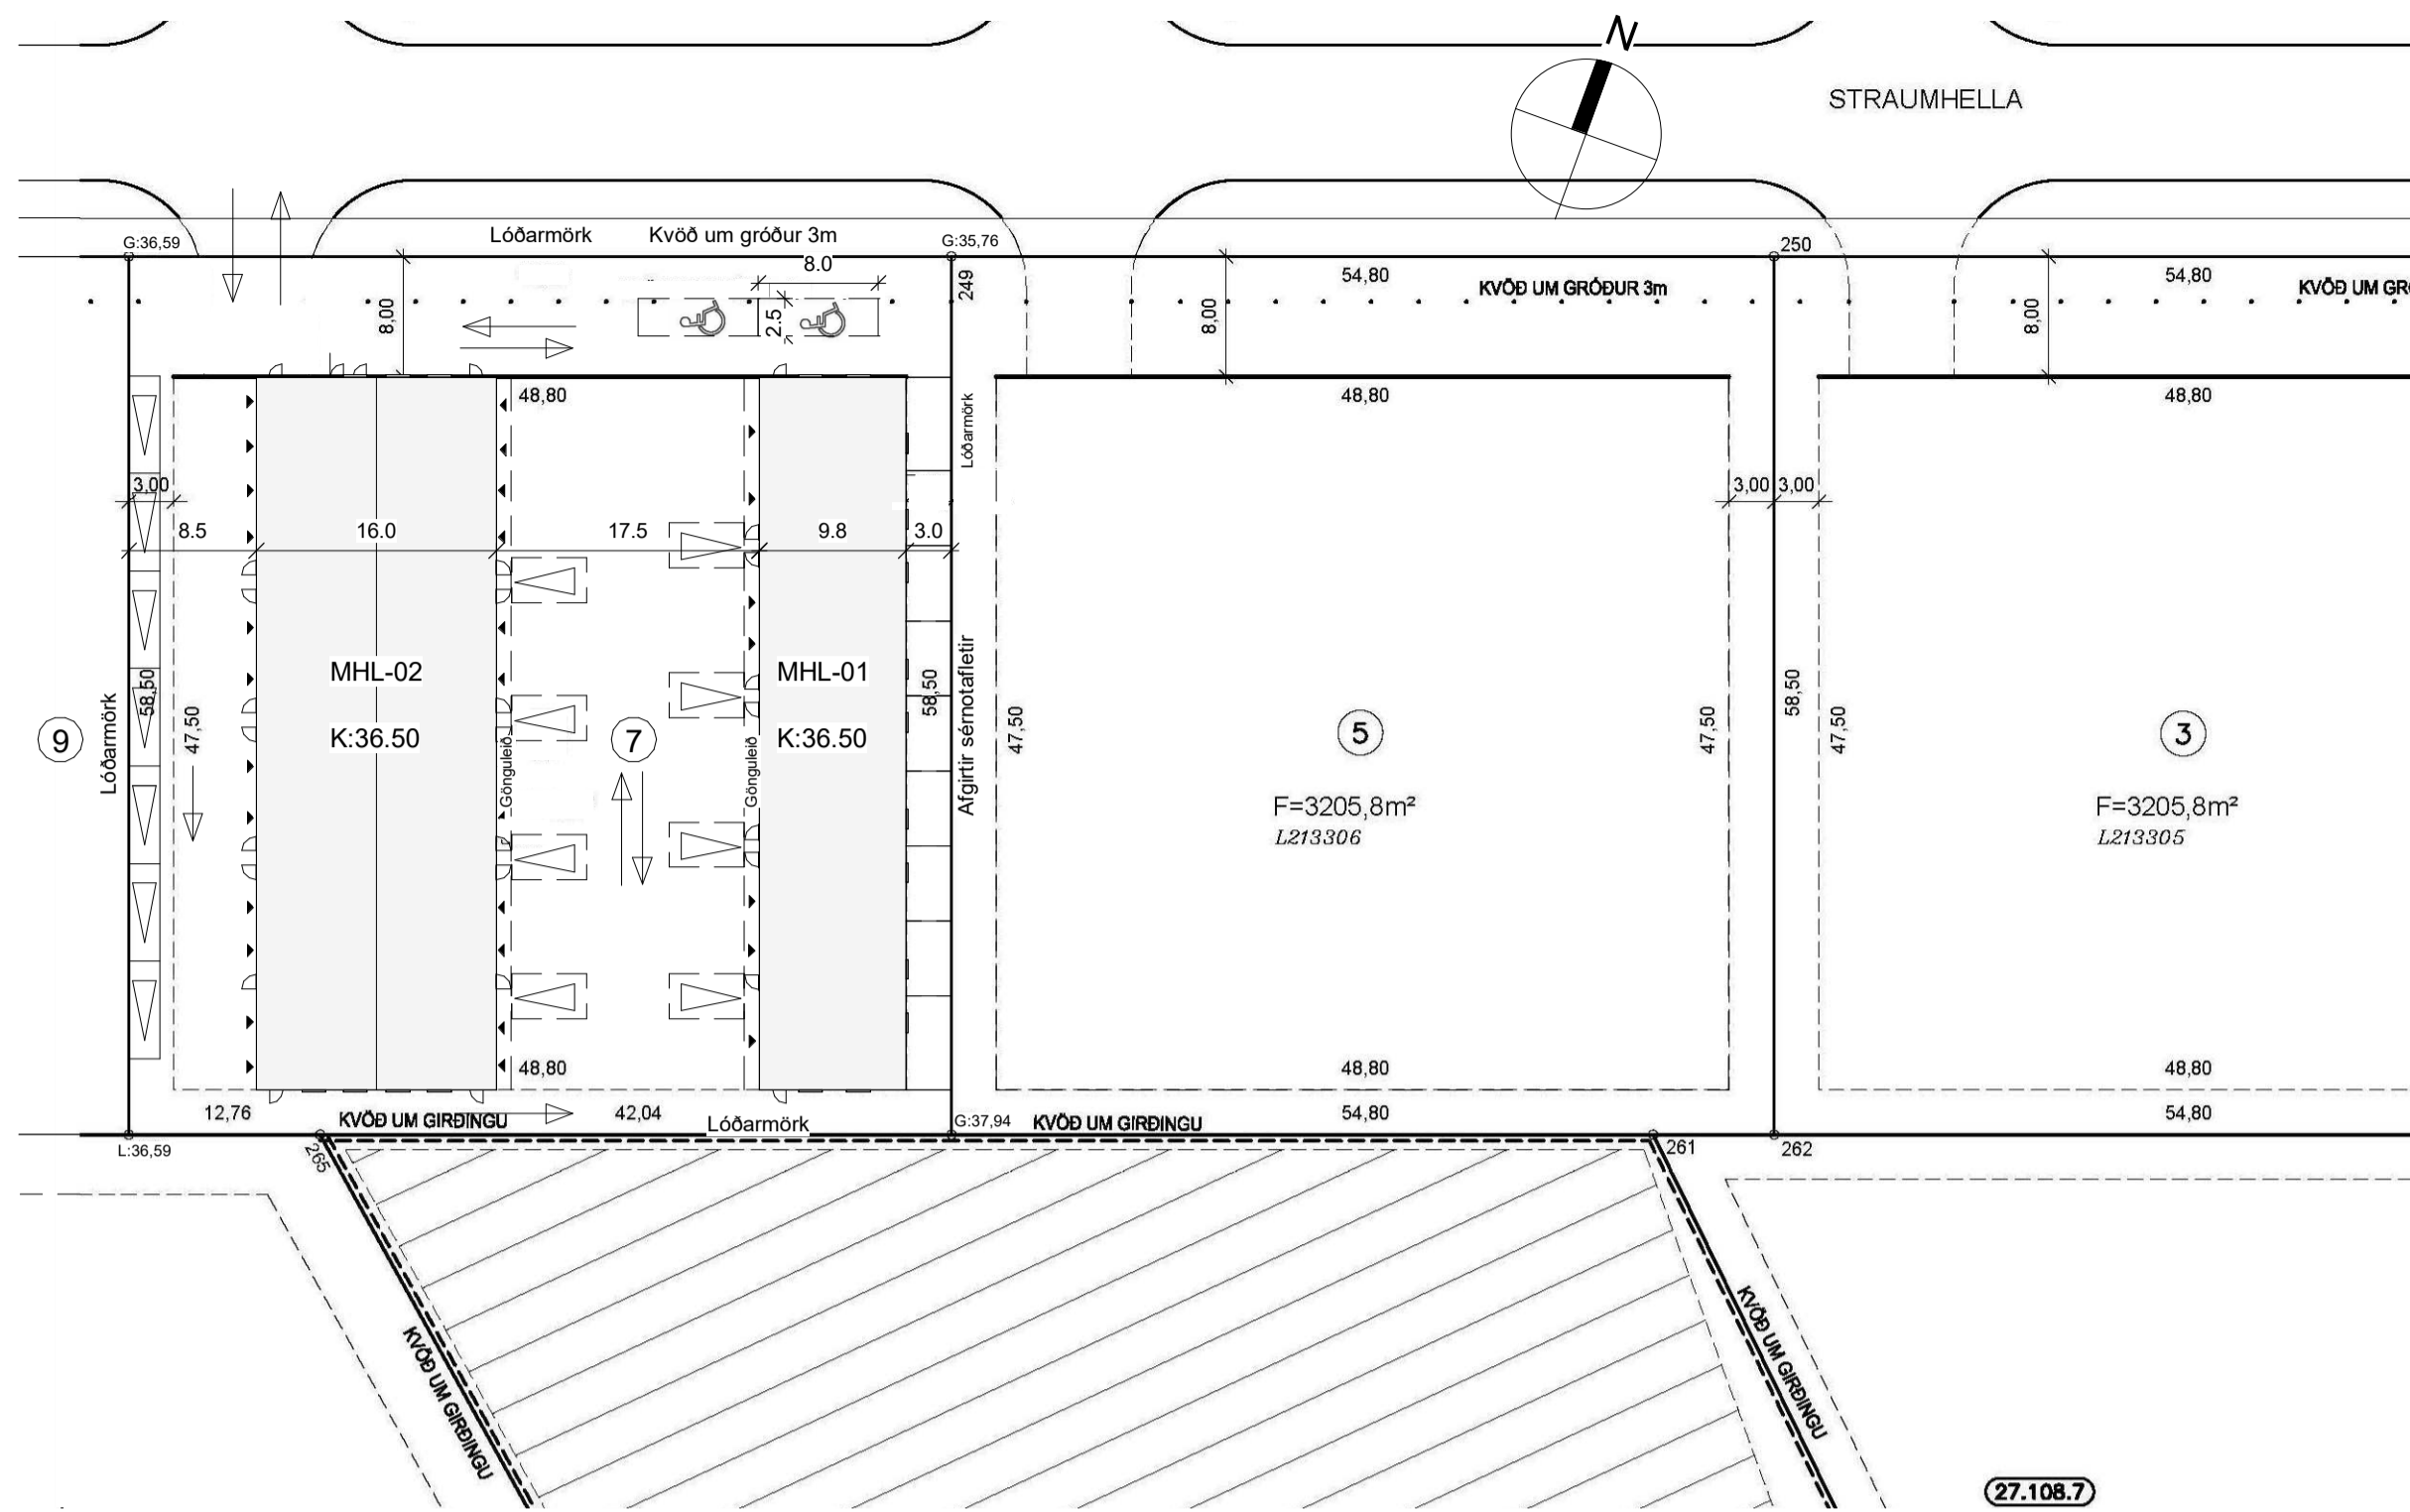 N
STRAUMHELLA
G:36,59
Lóðarmörk
Kvöð um gróður 3m
G:35,76
250
8.0
54,80
54,80
249
KVÖÐ UM GRÓÐUR 3m
KVÖÐ UM GR
8,00
2.5
8,00
8,00
48,80
48,80
48,80
Lóðarmörk
3,00
3,00
3,00
8.5
16.0
17.5
9.8
3.0
MHL-02
MHL-01
58,50
58,50
58,50
47,50
47,50
47,50
47,50
K:36.50
K:36.50
9
7
5
3
Lóðarmörk
Gönguleið
Gönguleið
Afgirtir sérnotafletir
F=3205,8m²
L213306
F=3205,8m²
L213305
48,80
48,80
48,80
12,76
KVÖÐ UM GIRÐINGU
42,04
Lóðarmörk
G:37,94
KVÖÐ UM GIRÐINGU
54,80
54,80
L:36,59
265
261
262
KVÖÐ UM GIRÐINGU
KVÖÐ UM GIRÐINGU
27.108.7